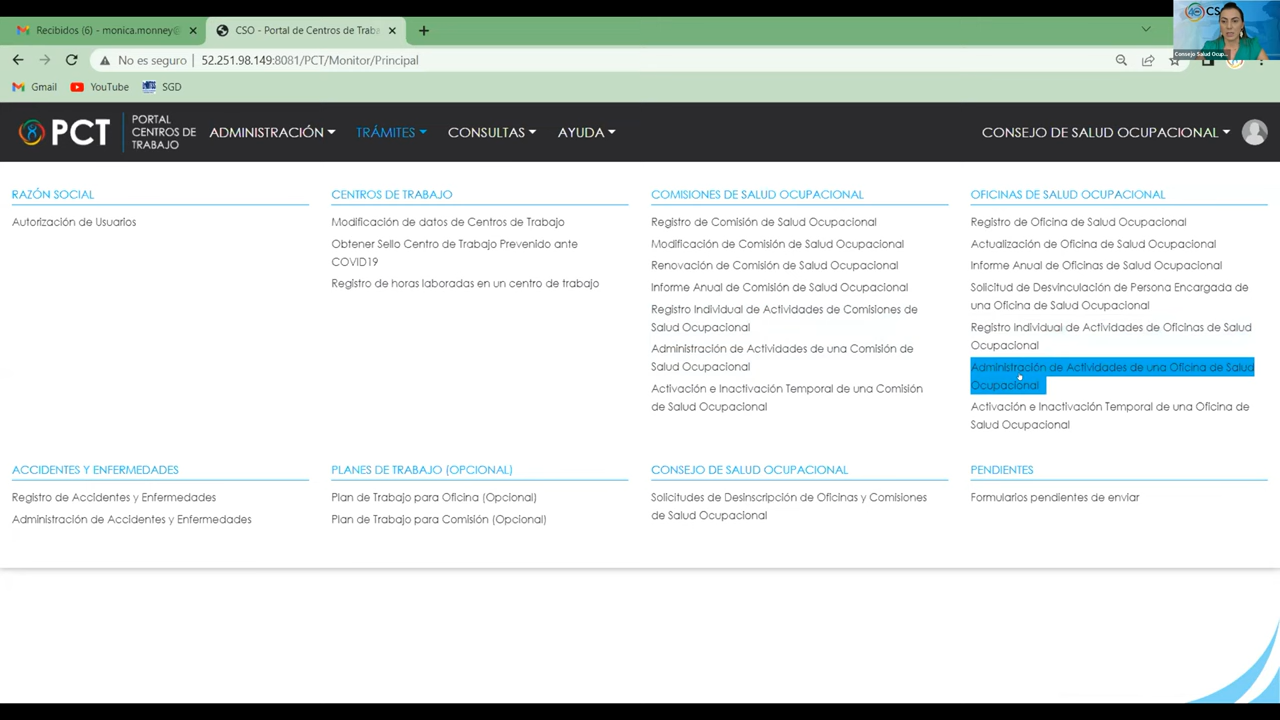 Recibidos (6) - monica.monney@
CSO - Portal de Centros de Traba
No es seguro
52.251.98.149:8081/PCT/Monitor/Principal
Gmail
YouTube
SGD
Consejo Salud Ocup...
PCT
PORTAL
CENTROS DE
TRABAJO
ADMINISTRACIÓN
TRÁMITES
CONSULTAS
AYUDA
CONSEJO DE SALUD OCUPACIONAL
RAZÓN SOCIAL
Autorización de Usuarios
CENTROS DE TRABAJO
Modificación de datos de Centros de Trabajo
Obtener Sello Centro de Trabajo Prevenido ante
COVID19
Registro de horas laboradas en un centro de trabajo
COMISIONES DE SALUD OCUPACIONAL
Registro de Comisión de Salud Ocupacional
Modificación de Comisión de Salud Ocupacional
Renovación de Comisión de Salud Ocupacional
Informe Anual de Comisión de Salud Ocupacional
Registro Individual de Actividades de Comisiones de
Salud Ocupacional
Administración de Actividades de una Comisión de
Salud Ocupacional
Activación e Inactivación Temporal de una Comisión
de Salud Ocupacional
OFICINAS DE SALUD OCUPACIONAL
Registro de Oficina de Salud Ocupacional
Actualización de Oficina de Salud Ocupacional
Informe Anual de Oficinas de Salud Ocupacional
Solicitud de Desvinculación de Persona Encargada de
una Oficina de Salud Ocupacional
Registro Individual de Actividades de Oficinas de Salud
Ocupacional
Administración de Actividades de una Oficina de Salud
Ocupacional
Activación e Inactivación Temporal de una Oficina de
Salud Ocupacional
ACCIDENTES Y ENFERMEDADES
Registro de Accidentes y Enfermedades
Administración de Accidentes y Enfermedades
PLANES DE TRABAJO (OPCIONAL)
Plan de Trabajo para Oficina (Opcional)
Plan de Trabajo para Comisión (Opcional)
CONSEJO DE SALUD OCUPACIONAL
Solicitudes de Desinscripción de Oficinas y Comisiones
de Salud Ocupacional
PENDIENTES
Formularios pendientes de enviar